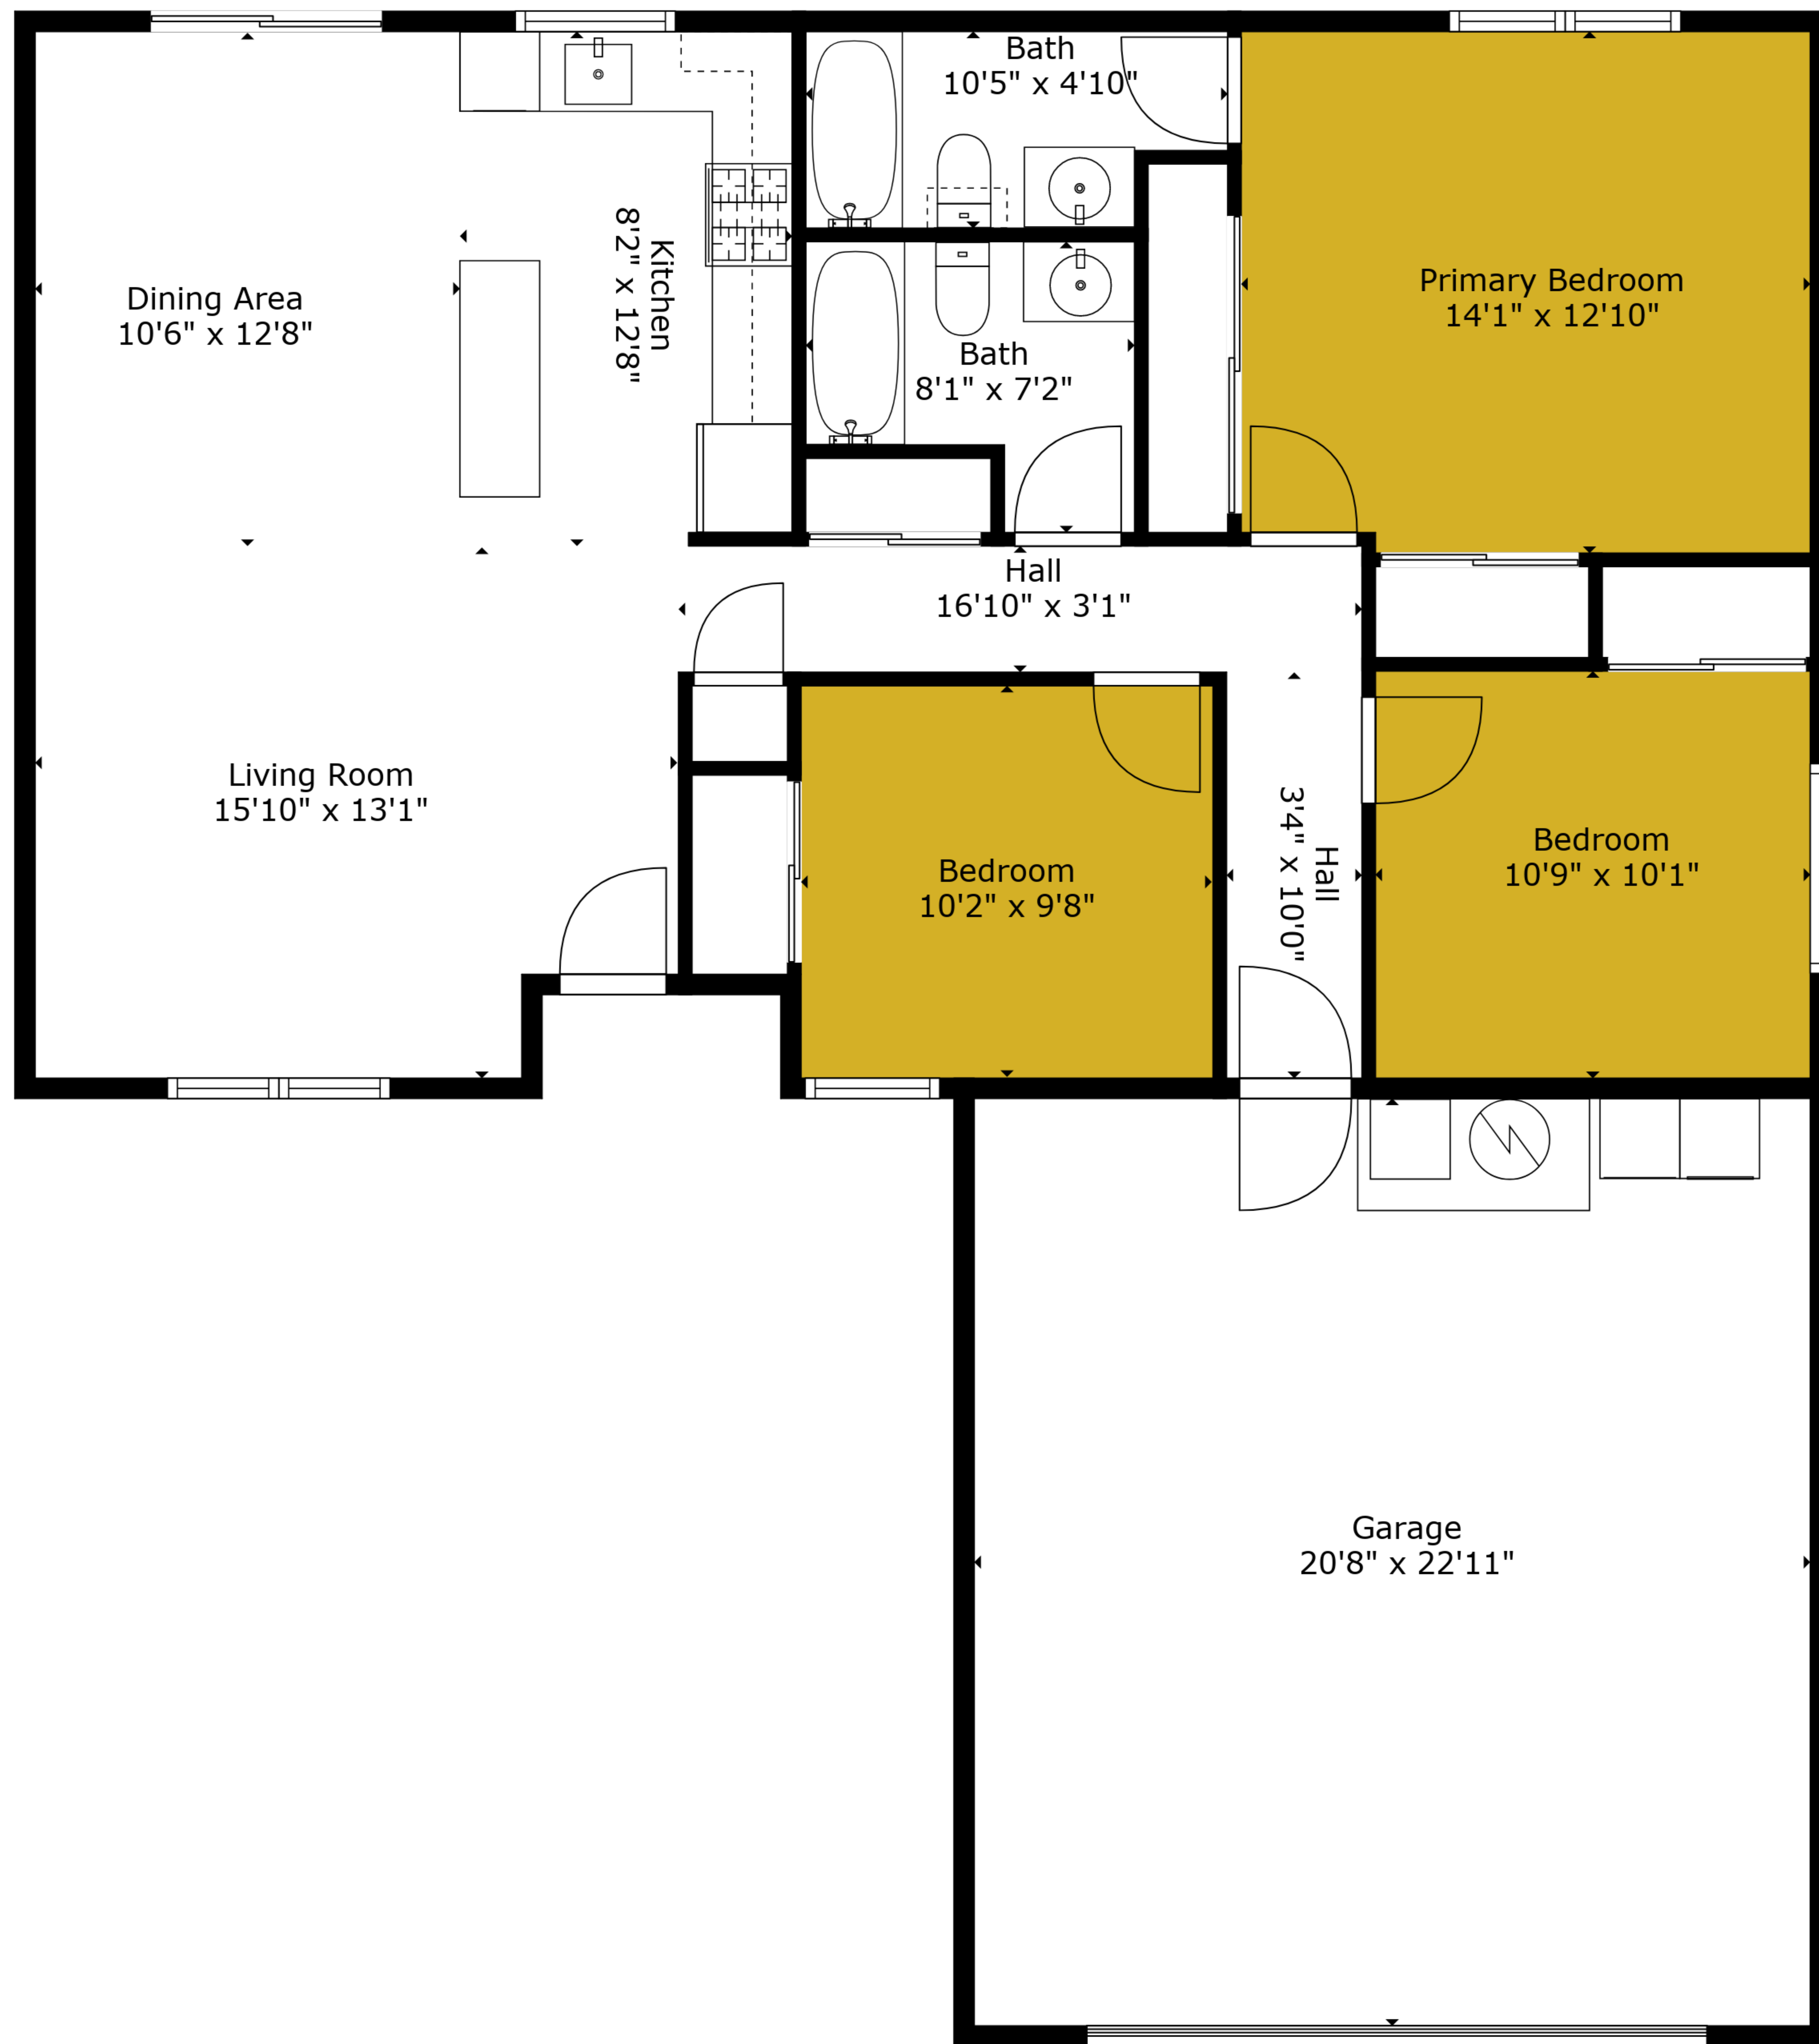 Bath
10'5" x 4'10"
Primary Bedroom
14'1" x 12'10"
Dining Area
10'6" x 12'8"
Kitchen
8'2" x 12'8"
Bath
8'1" x 7'2"
Hall
16'10" x 3'1"
Living Room
15'10" x 13'1"
Bedroom
10'2" x 9'8"
Hall
3'4" x 10'0"
Bedroom
10'9" x 10'1"
Garage
20'8" x 22'11"